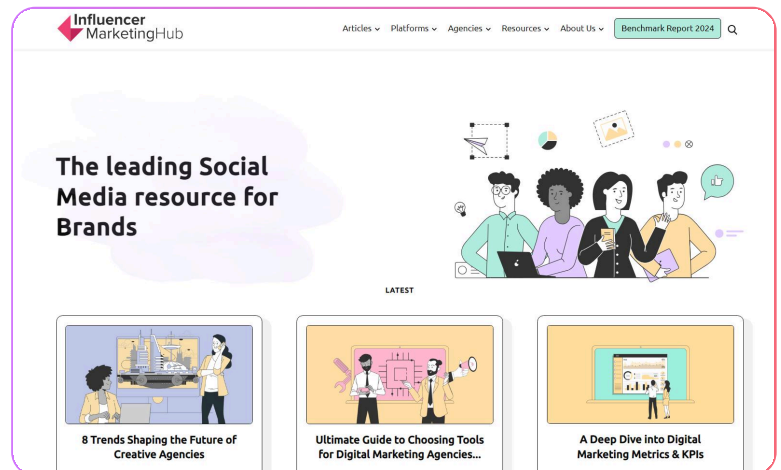 Influencer
MarketingHub
Articles Platforms Agencies Resources About Us Benchmark Report 2024
The leading Social
Media resource for
Brands
LATEST
8 Trends Shaping the Future of
Creative Agencies
Ultimate Guide to Choosing Tools
for Digital Marketing Agencies...
A Deep Dive into Digital
Marketing Metrics & KPIs